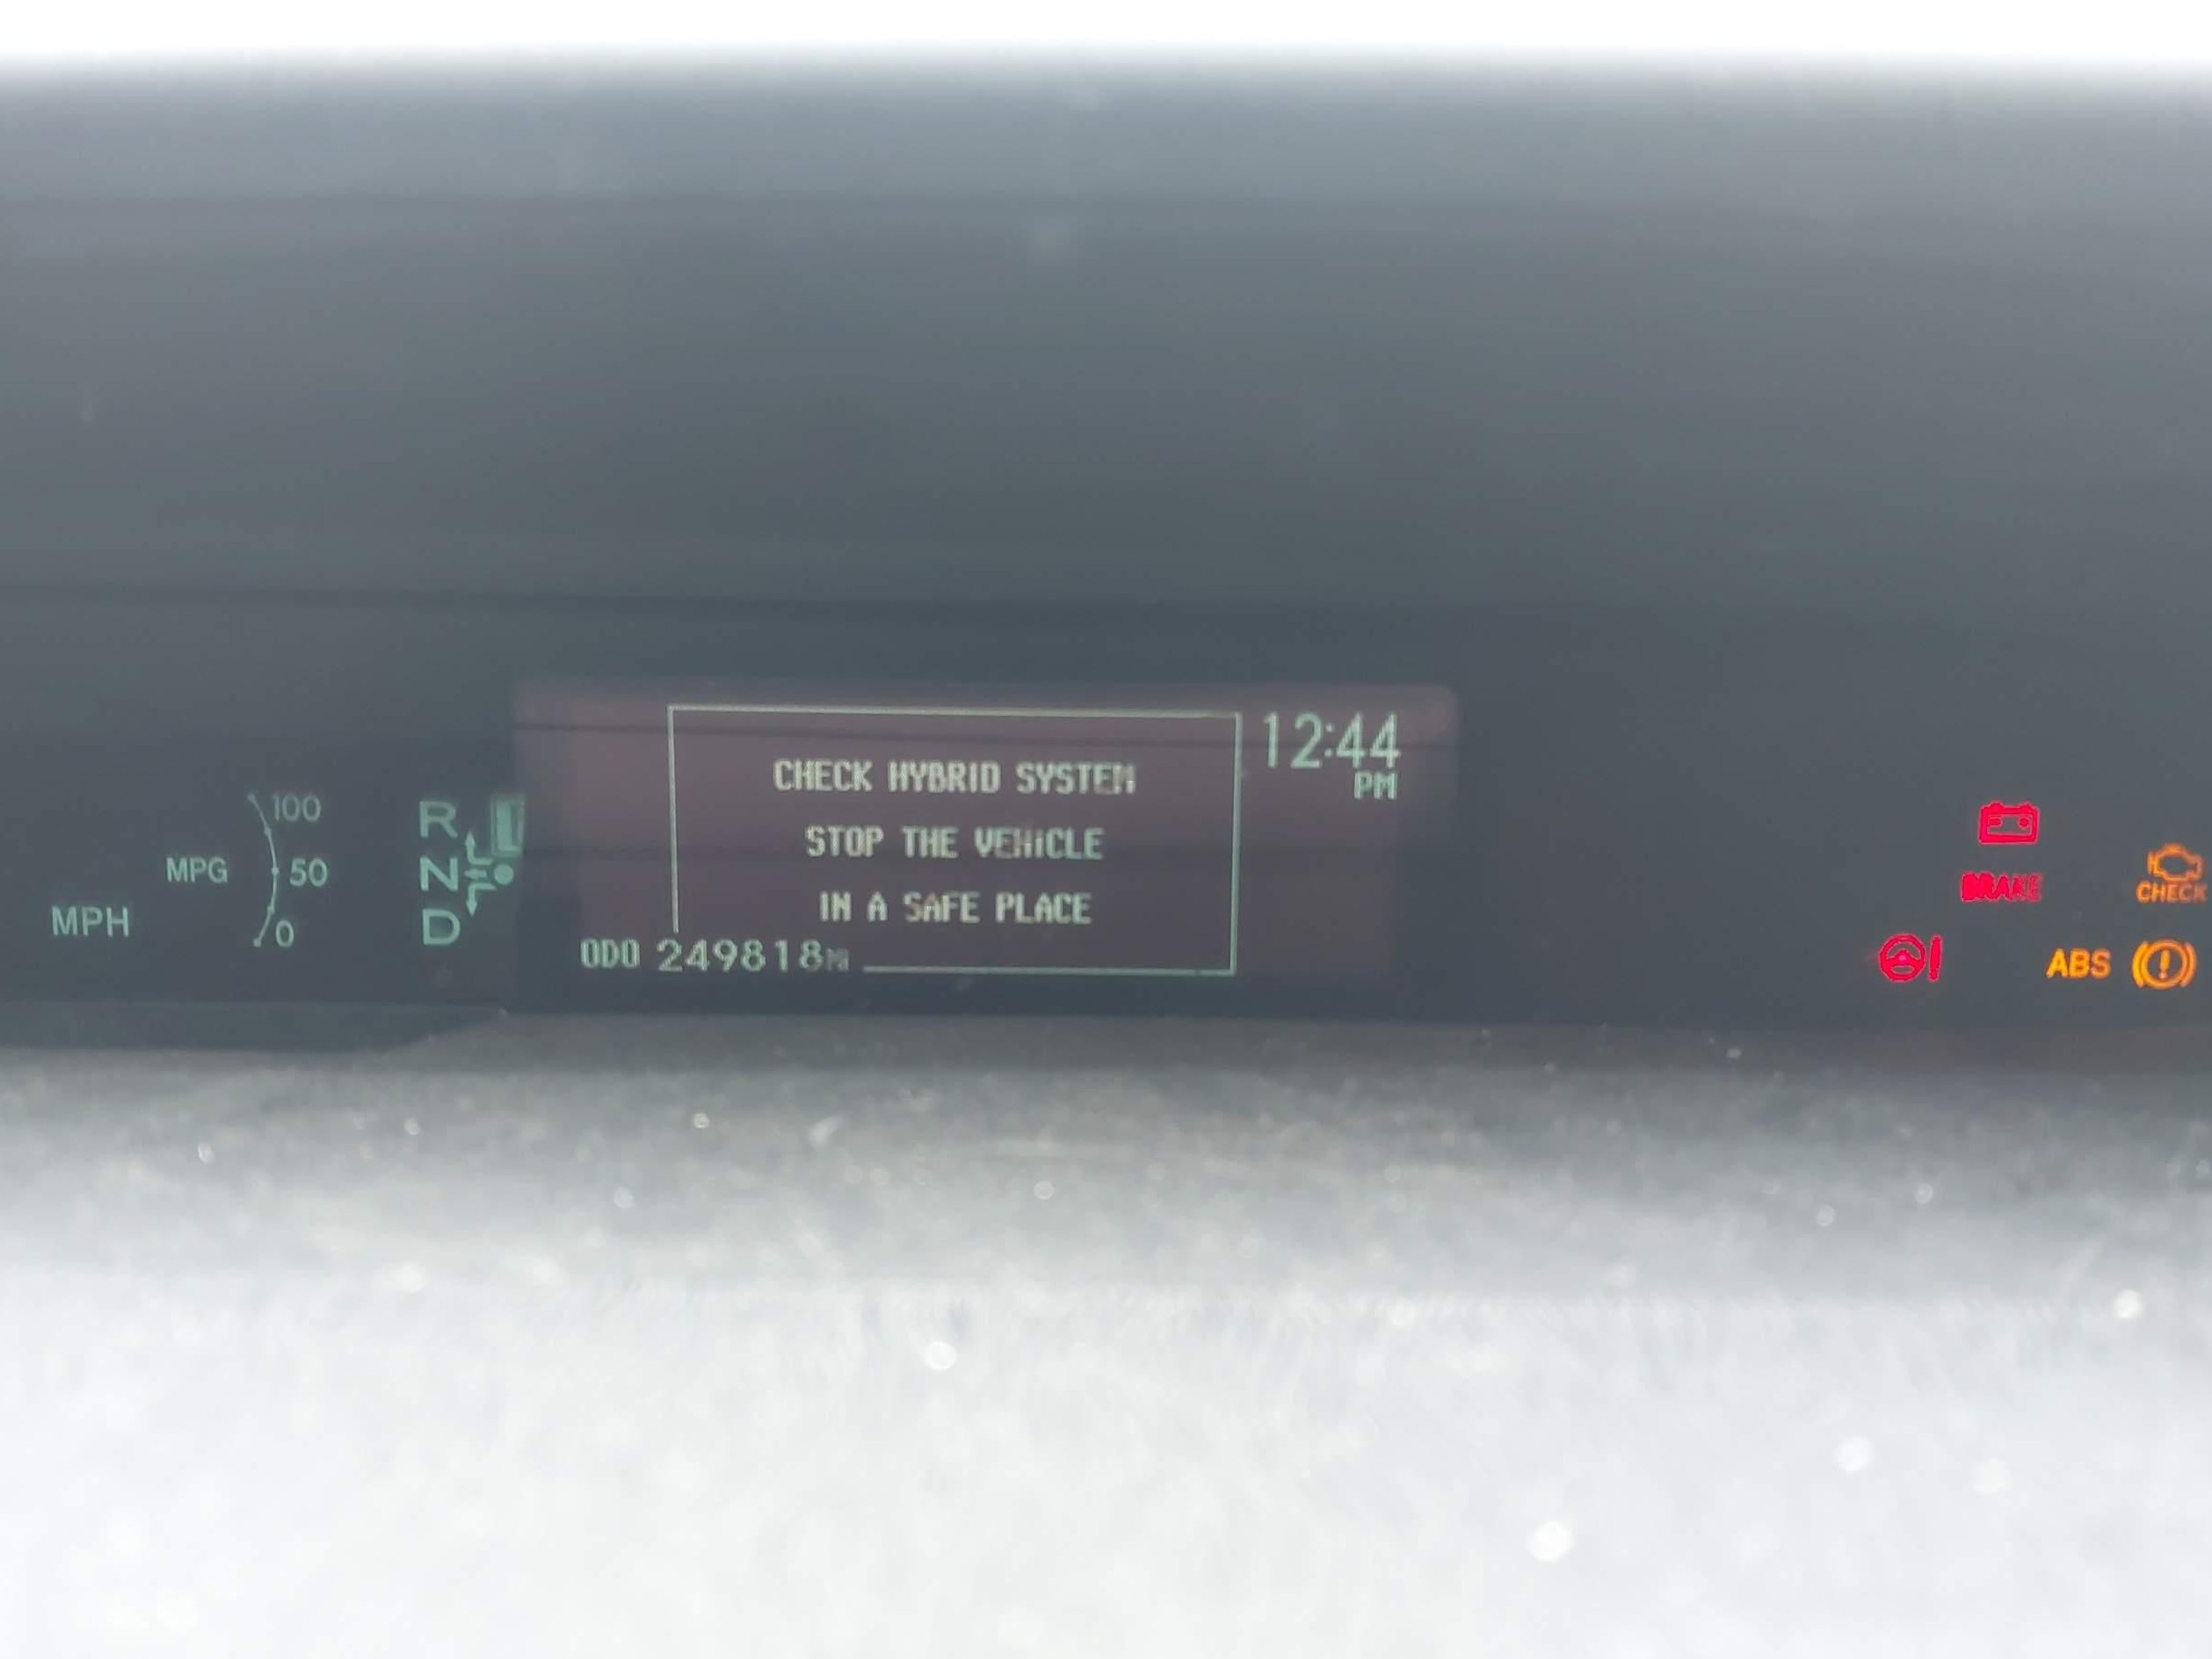 CHECK HYBRID SYSTEM
STOP THE VEHICLE
IN A SAFE PLACE
12:44
PM
ODO 249818MI
MPH
MPG
100
50
0
R
N
D
BRAKE
CHECK
ABS